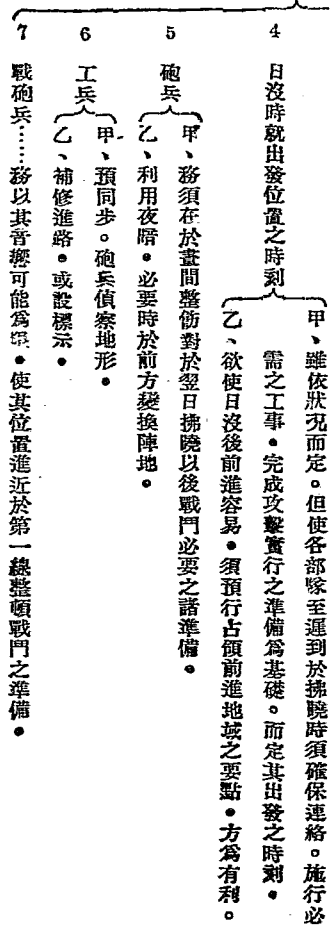 4 日沒時就出發位置之時刻
甲、雖依狀況而定。但使各部隊至遲到於拂曉時須確保連絡。施行必
需之工事。完成攻擊實行之準備爲基礎。而定其出發之時刻。
乙、欲使日沒後前進容易。須預行占領前進地域之要點。方爲有利。
5 砲兵
甲、務須在於晝間整飭對於翌日拂曉以後戰鬥必要之諸準備。
乙、利用夜暗。必要時於前方變換陣地。
6 工兵
甲、預同步。砲兵偵察地形。
乙、補修進路。或設標示。
7 戰砲兵……務以其音響可能爲限。使其位置進近於第一線整頓戰鬥之準備。